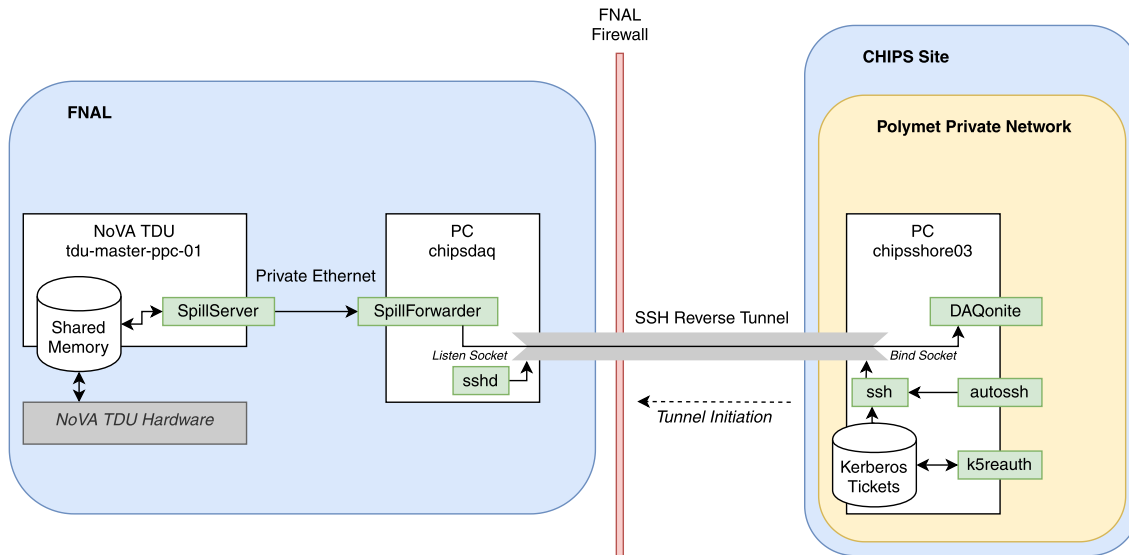 FNAL
Firewall
CHIPS Site
FNAL
Polymet Private Network
NoVA TDU
tdu-master-ppc-01
PC
chipsdaq
PC
chipsshore03
Private Ethernet
SpillServer
SpillForwarder
SSH Reverse Tunnel
DAQonite
Shared
Memory
Listen Socket
Bind Socket
sshd
ssh
autossh
NoVA TDU Hardware
Tunnel Initiation
Kerberos
Tickets
k5reauth